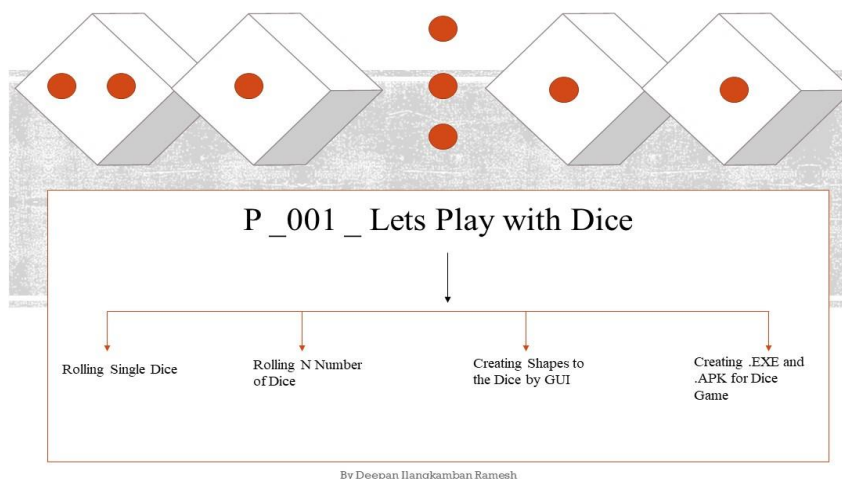 P _001 _ Lets Play with Dice
Rolling Single Dice
Rolling N Number
of Dice
Creating Shapes to
the Dice by GUI
Creating .EXE and
.APK for Dice
Game
By Deepan Ilangkamban Ramesh